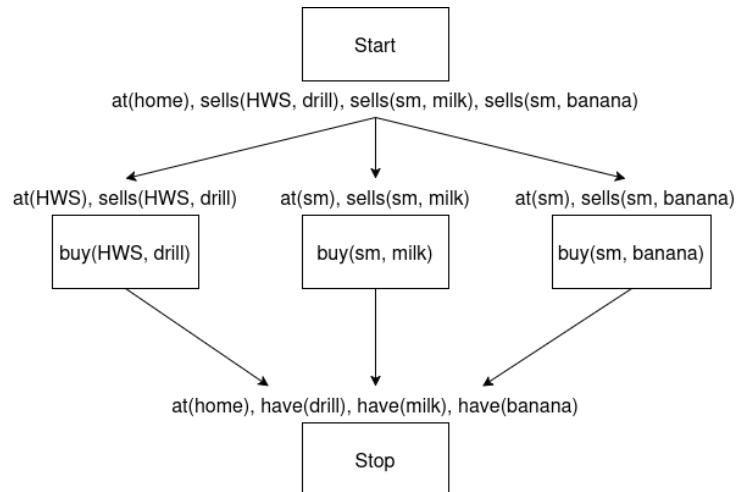 Start
at(home), sells(HWS, drill), sells(sm, milk), sells(sm, banana)
at(HWS), sells(HWS, drill)
at(sm), sells(sm, milk)
at(sm), sells(sm, banana)
buy(HWS, drill)
buy(sm, milk)
buy(sm, banana)
at(home), have(drill), have(milk), have(banana)
Stop